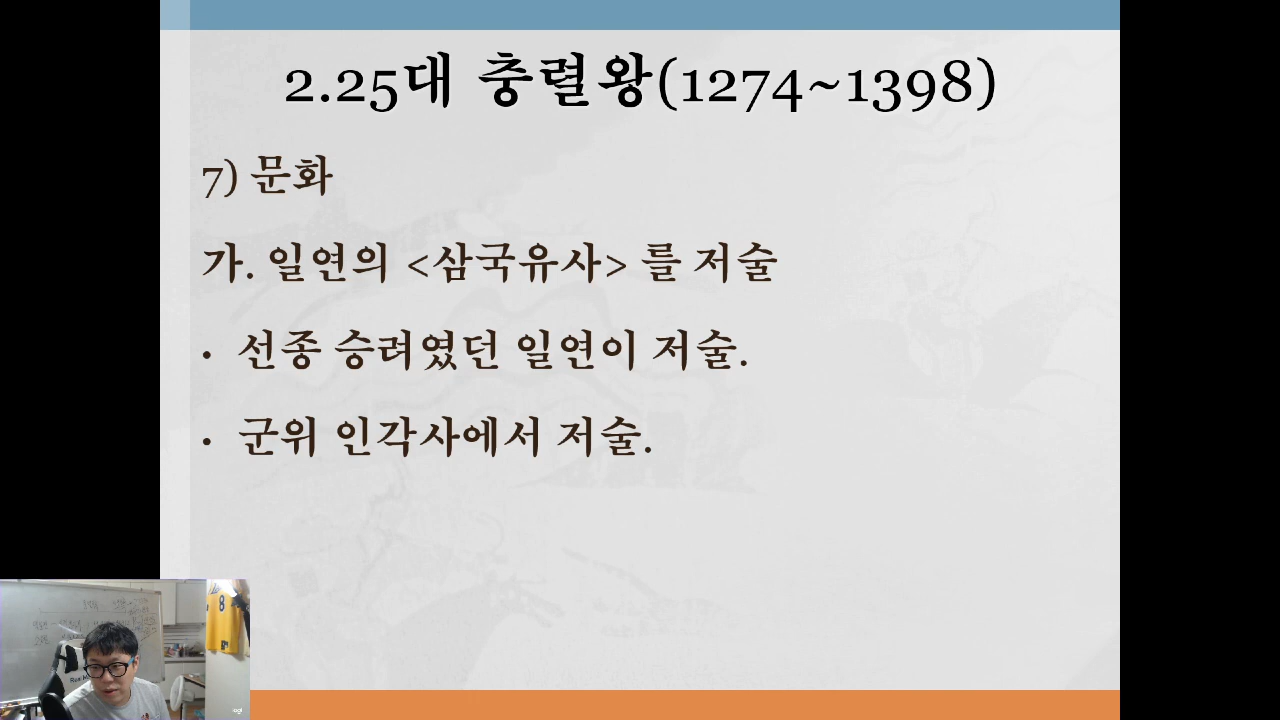 2.25대 충렬왕(1274~1398)
7) 문화
가. 일연의 <삼국유사> 를 저술
• 선종 승려였던 일연이 저술.
• 군위 인각사에서 저술.
8